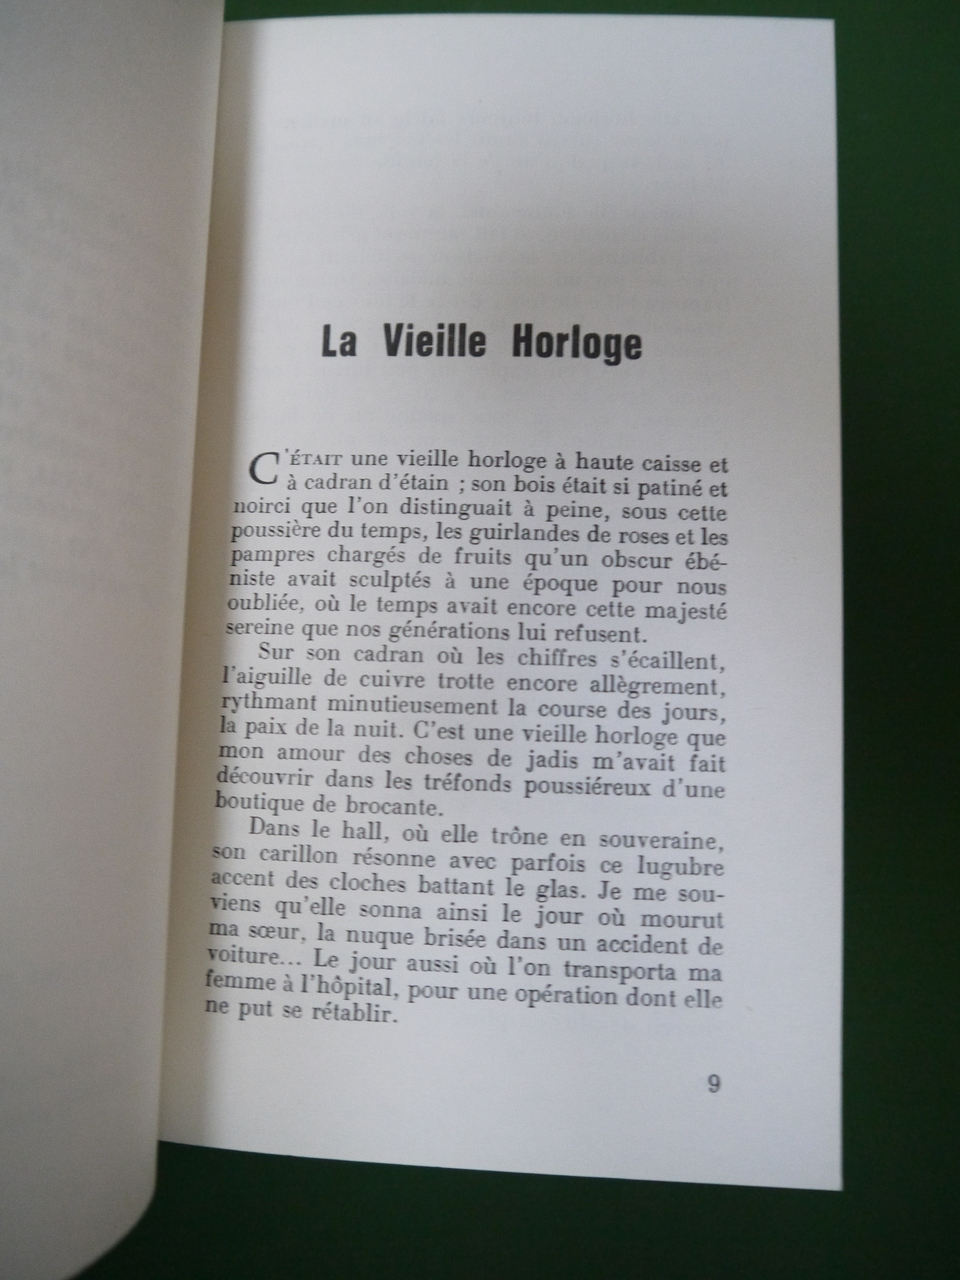 La Vieille Horloge
C'ÉTAIT une vieille horloge à haute caisse et
à cadran d'étain ; son bois était si patiné et
noirci que l'on distinguait à peine, sous cette
poussière du temps, les guirlandes de roses et les
pampres chargés de fruits qu'un obscur ébé-
niste avait sculptés à une époque pour nous
oubliée, où le temps avait encore cette majesté
sereine que nos générations lui refusent.
Sur son cadran où les chiffres s'écaillent,
l'aiguille de cuivre trotte encore allègrement,
rythmant minutieusement la course des jours,
la paix de la nuit. C'est une vieille horloge que
mon amour des choses de jadis m'avait fait
découvrir dans les tréfonds poussiéreux d'une
boutique de brocante.
Dans le hall, où elle trône en souveraine,
son carillon résonne avec parfois ce lugubre
accent des cloches battant le glas. Je me sou-
viens qu'elle sonna ainsi le jour où mourut
ma sœur, la nuque brisée dans un accident de
voiture... Le jour aussi où l'on transporta ma
femme à l'hôpital, pour une opération dont elle
ne put se rétablir.
9